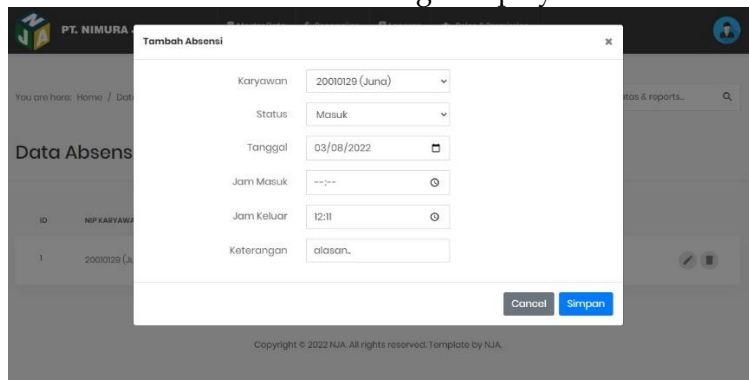 PT. NIMURA
Tambah Absensi
×
Karyawan 20010129 (Juna)
You are here: Home / Dat
& reports...
Status Masuk
Tanggal 03/08/2022
Data Absens
Jam Masuk --:--
Jam Keluar 12:11
ID NIP KARYAWA
Keterangan alasan..
1 20010129 (Ju
Cancel Simpan
Copyright © 2022 NJA. All rights reserved. Template by NJA.